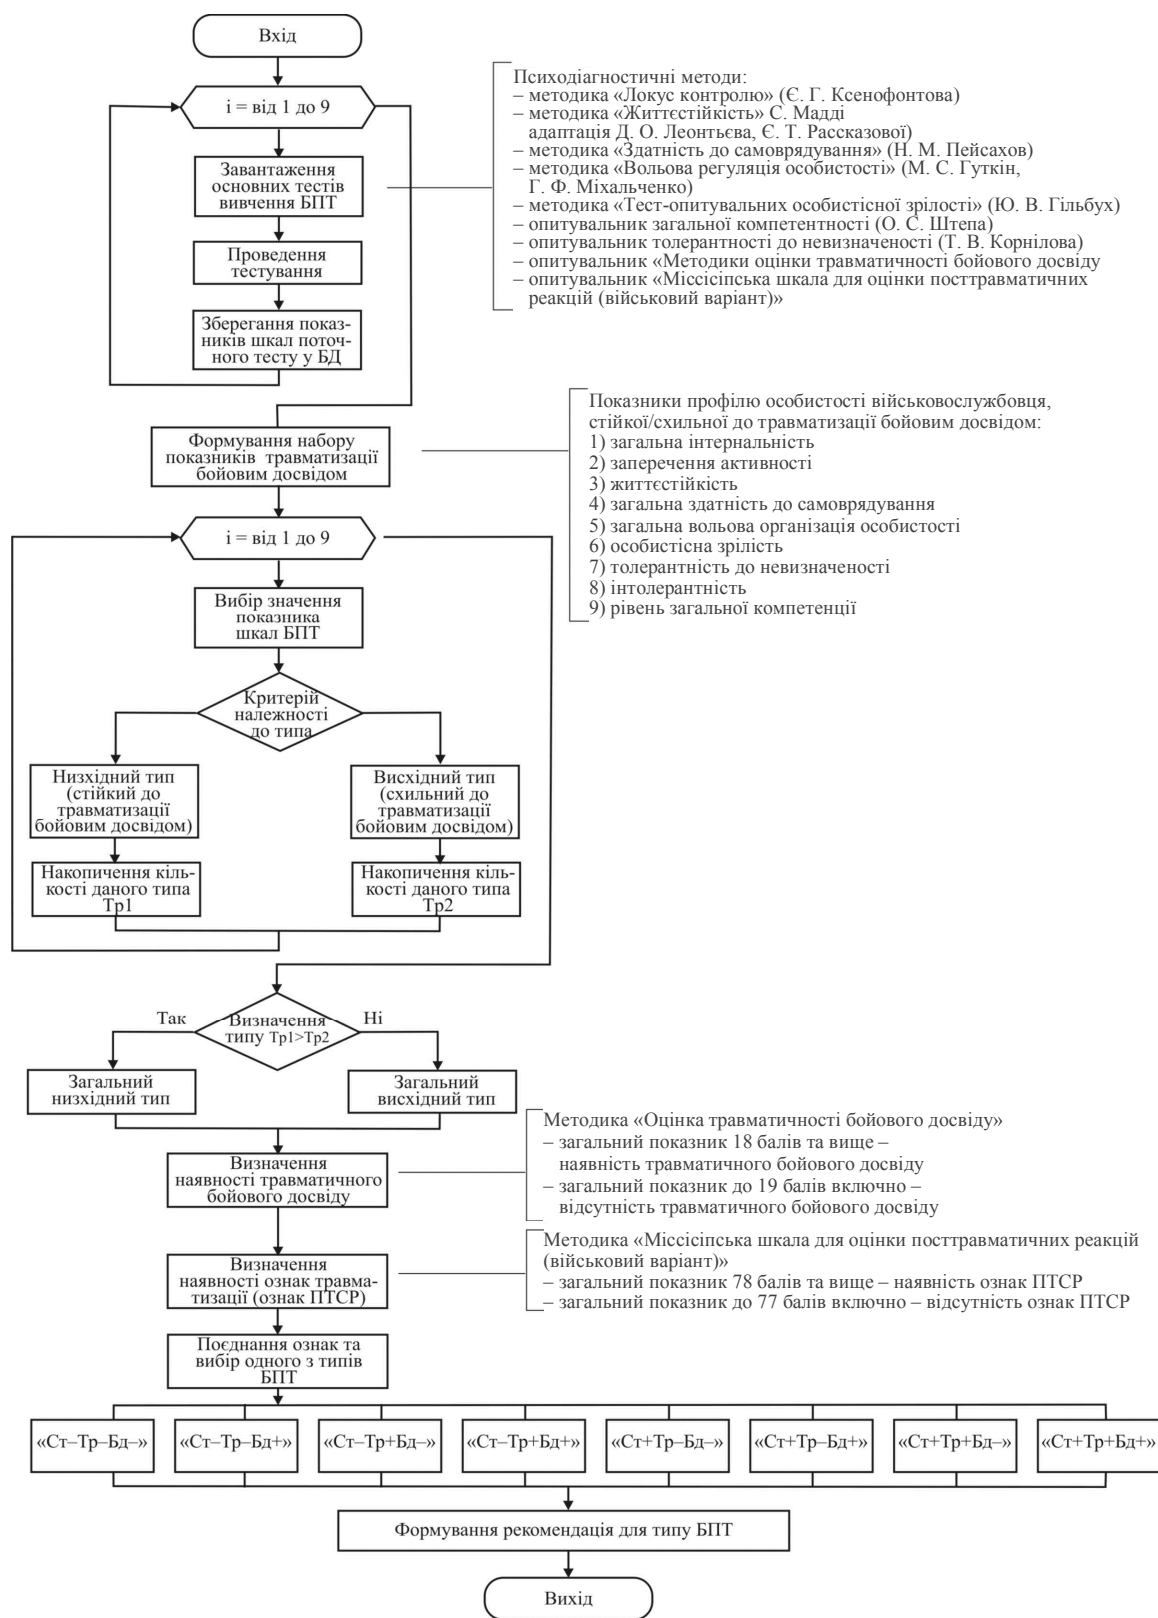 Вхід
і = від 1 до 9
Завантаження
основних тестів
вивчення БПТ
Проведення
тестування
Зберегання показ-
ників шкал поточ-
ного тесту у БД
Психодіагностичні методи:
– методика «Локус контролю» (Є. Г. Ксенофонтова)
– методика «Життєстійкість» С. Мадді
адаптація Д. О. Леонтьєва, Є. Т. Рассказової)
– методика «Здатність до самоврядування» (Н. М. Пейсахов)
– методика «Вольова регуляція особистості» (М. С. Гуткін,
Г. Ф. Міхальченко)
– методика «Тест-опитувальних особистісної зрілості» (Ю. В. Гільбух)
– опитувальник загальної компетентності (О. С. Штепа)
– опитувальник толерантності до невизначеності (Т. В. Корнілова)
– опитувальник «Методики оцінки травматичності бойового досвіду
– опитувальник «Міссісіпська шкала для оцінки посттравматичних
реакцій (військовий варіант)»
Формування набору
показників травматизації
бойовим досвідом
Показники профілю особистості військовослужбовця,
стійкої/схильної до травматизації бойовим досвідом:
1) загальна інтернальність
2) заперечення активності
3) життєстійкість
4) загальна здатність до самоврядування
5) загальна вольова організація особистості
6) особистісна зрілість
7) толерантність до невизначеності
8) інтолерантність
9) рівень загальної компетенції
і = від 1 до 9
Вибір значення
показника
шкал БПТ
Критерій
належності
до типа
Низхідний тип
(стійкий до
травматизації
бойовим досвідом)
Висхідний тип
(схильний до
травматизації
бойовим досвідом)
Накопичення кіль-
кості даного типа
Тр1
Накопичення кіль-
кості даного типа
Тр2
Так
Визначення
типу Тр1>Тр2
Ні
Загальний
низхідний тип
Загальний
висхідний тип
Визначення
наявності травматичного
бойового досвіду
Методика «Оцінка травматичності бойового досвіду»
– загальний показник 18 балів та вище –
наявність травматичного бойового досвіду
– загальний показник до 19 балів включно –
відсутність травматичного бойового досвіду
Визначення
наявності ознак травма-
тизації (ознак ПТСР)
Методика «Міссісіпська шкала для оцінки посттравматичних реакцій
(військовий варіант)»
– загальний показник 78 балів та вище – наявність ознак ПТСР
– загальний показник до 77 балів включно – відсутність ознак ПТСР
Поєднання ознак та
вибір одного з типів
БПТ
«Ст–Тр–Бд–»
«Ст–Тр–Бд+»
«Ст–Тр+Бд–»
«Ст–Тр+Бд+»
«Ст+Тр–Бд–»
«Ст+Тр–Бд+»
«Ст+Тр+Бд–»
«Ст+Тр+Бд+»
Формування рекомендація для типу БПТ
Вихід